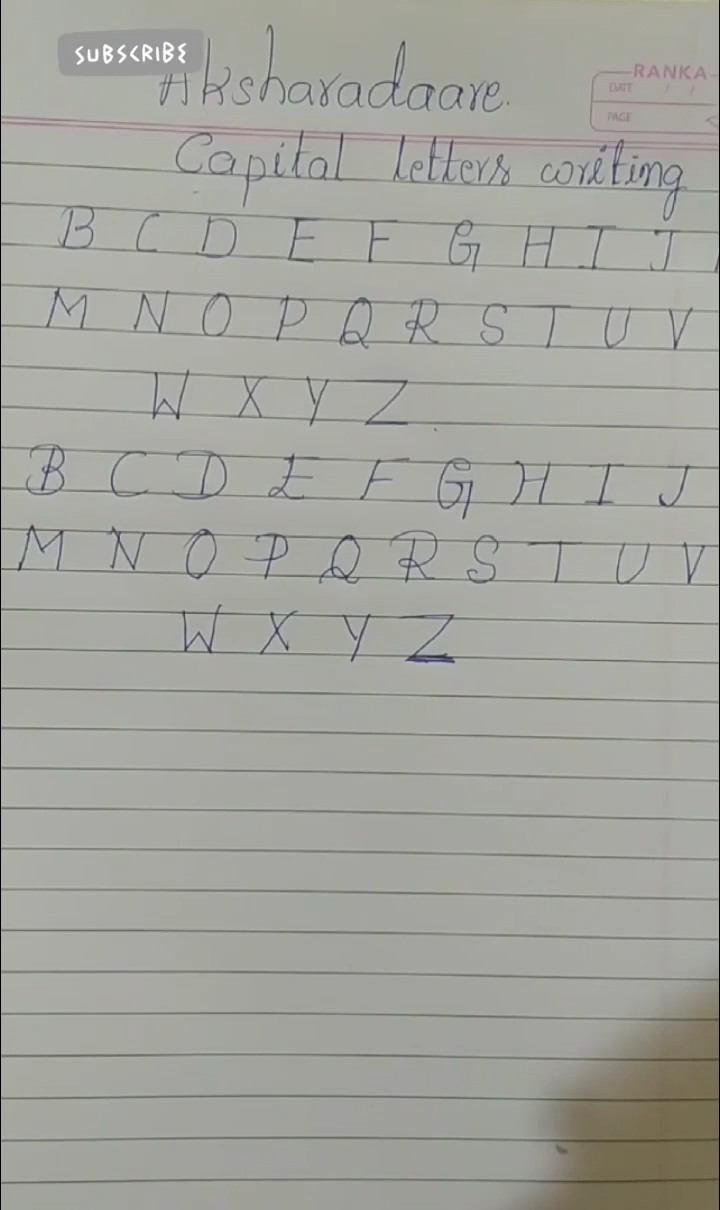 SUBSCRIBE
Aksharadaare.
RANKA
DATE / /
PAGE
Capital letters writing
B C D E F G H I J
M N O P Q R S T U V
W X Y Z
B C D E F G H I J
M N O P Q R S T U V
W X Y Z